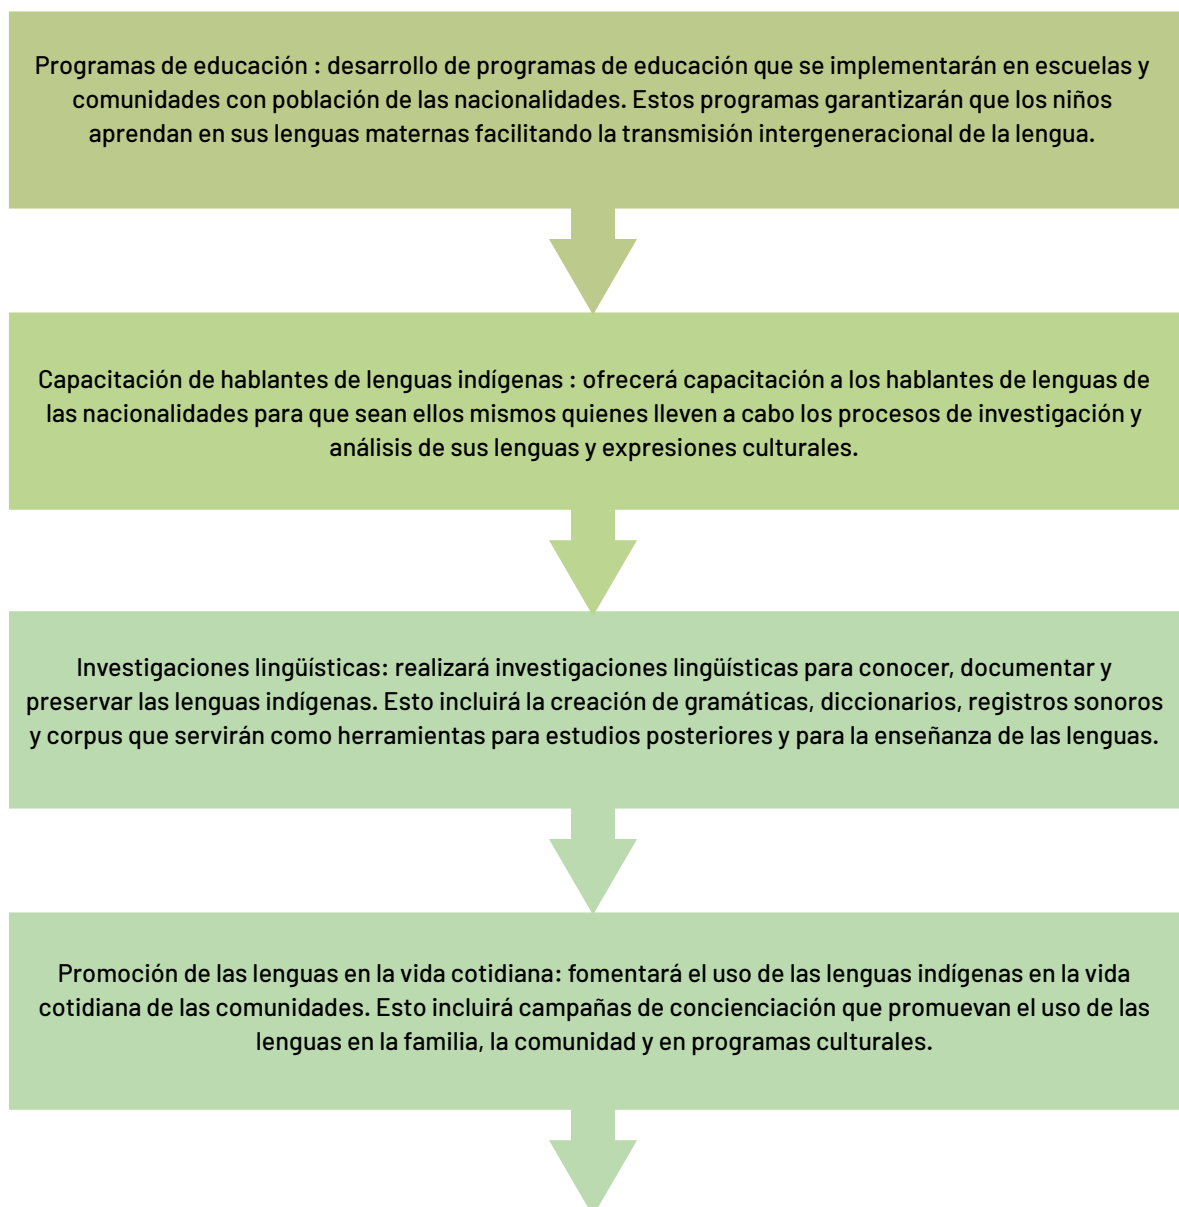 Programas de educación : desarrollo de programas de educación que se implementarán en escuelas y
comunidades con población de las nacionalidades. Estos programas garantizarán que los niños
aprendan en sus lenguas maternas facilitando la transmisión intergeneracional de la lengua.
Capacitación de hablantes de lenguas indígenas : ofrecerá capacitación a los hablantes de lenguas de
las nacionalidades para que sean ellos mismos quienes lleven a cabo los procesos de investigación y
análisis de sus lenguas y expresiones culturales.
Investigaciones lingüísticas: realizará investigaciones lingüísticas para conocer, documentar y
preservar las lenguas indígenas. Esto incluirá la creación de gramáticas, diccionarios, registros sonoros
y corpus que servirán como herramientas para estudios posteriores y para la enseñanza de las lenguas.
Promoción de las lenguas en la vida cotidiana: fomentará el uso de las lenguas indígenas en la vida
cotidiana de las comunidades. Esto incluirá campañas de concienciación que promuevan el uso de las
lenguas en la familia, la comunidad y en programas culturales.